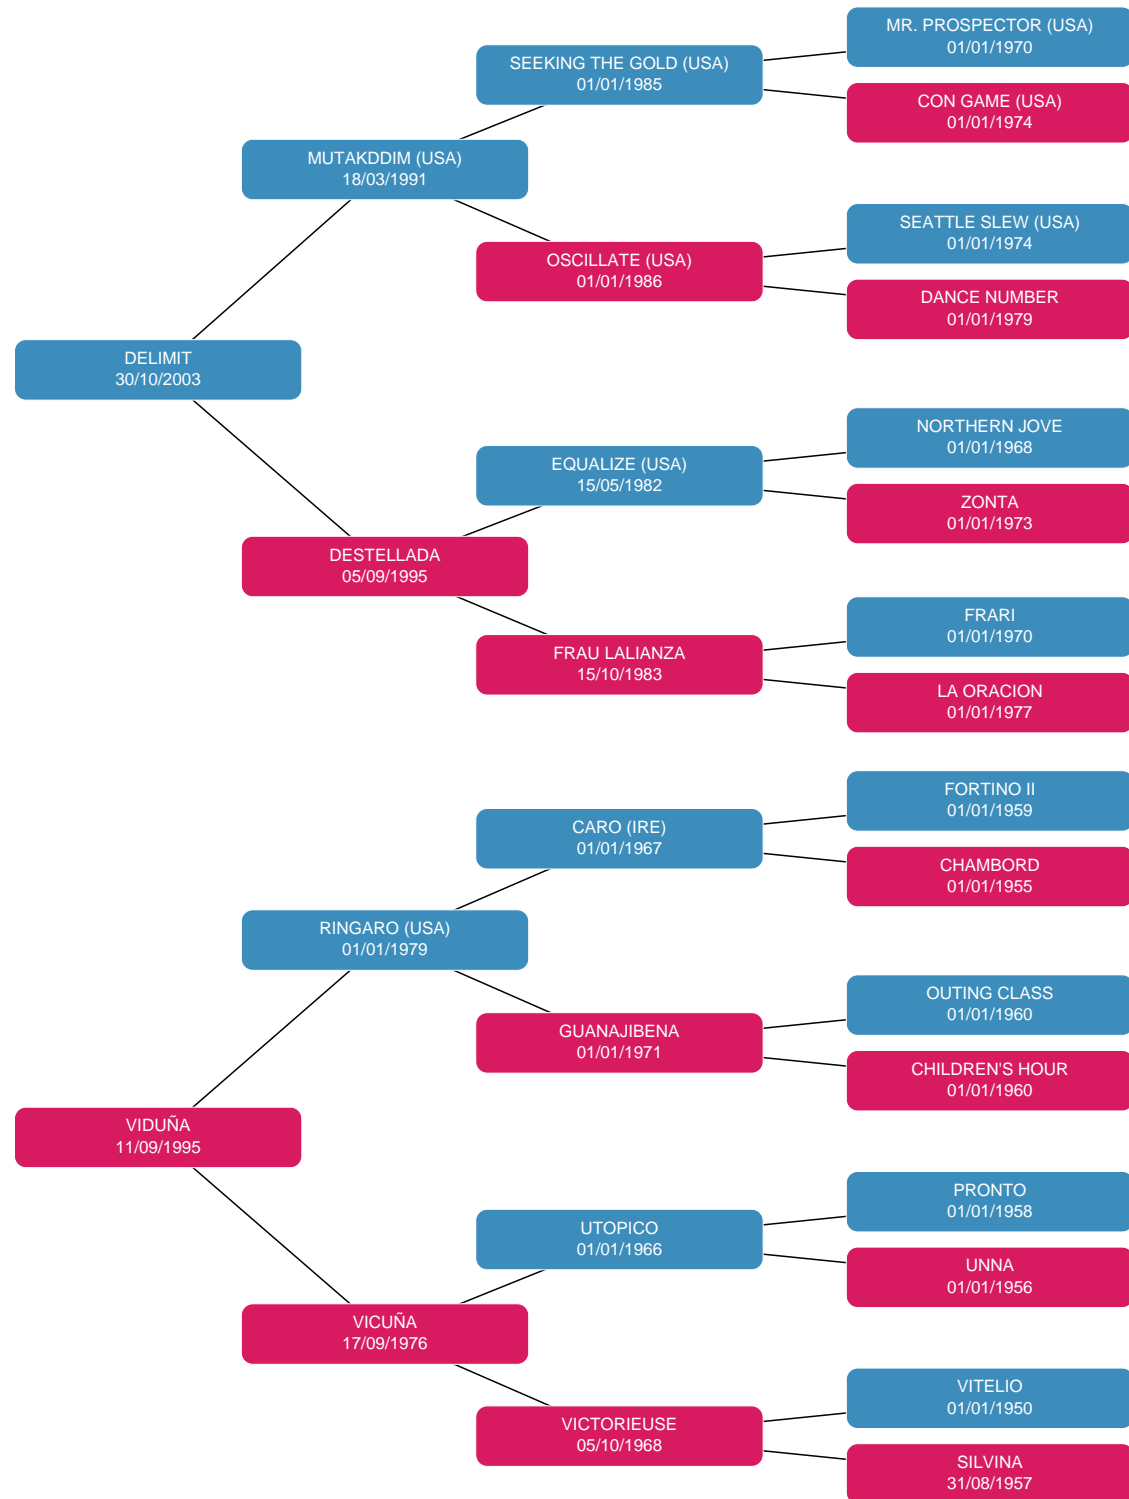 MR. PROSPECTOR (USA)
01/01/1970
SEEKING THE GOLD (USA)
01/01/1985
CON GAME (USA)
01/01/1974
MUTAKDDIM (USA)
18/03/1991
SEATTLE SLEW (USA)
01/01/1974
OSCILLATE (USA)
01/01/1986
DANCE NUMBER
01/01/1979
DELIMIT
30/10/2003
NORTHERN JOVE
01/01/1968
EQUALIZE (USA)
15/05/1982
ZONTA
01/01/1973
DESTELLADA
05/09/1995
FRARI
01/01/1970
FRAU LALIANZA
15/10/1983
LA ORACION
01/01/1977
FORTINO II
01/01/1959
CARO (IRE)
01/01/1967
CHAMBORD
01/01/1955
RINGARO (USA)
01/01/1979
OUTING CLASS
01/01/1960
GUANAJIBENA
01/01/1971
CHILDREN'S HOUR
01/01/1960
VIDUÑA
11/09/1995
PRONTO
01/01/1958
UTOPICO
01/01/1966
UNNA
01/01/1956
VICUÑA
17/09/1976
VITELIO
01/01/1950
VICTORIEUSE
05/10/1968
SILVINA
31/08/1957